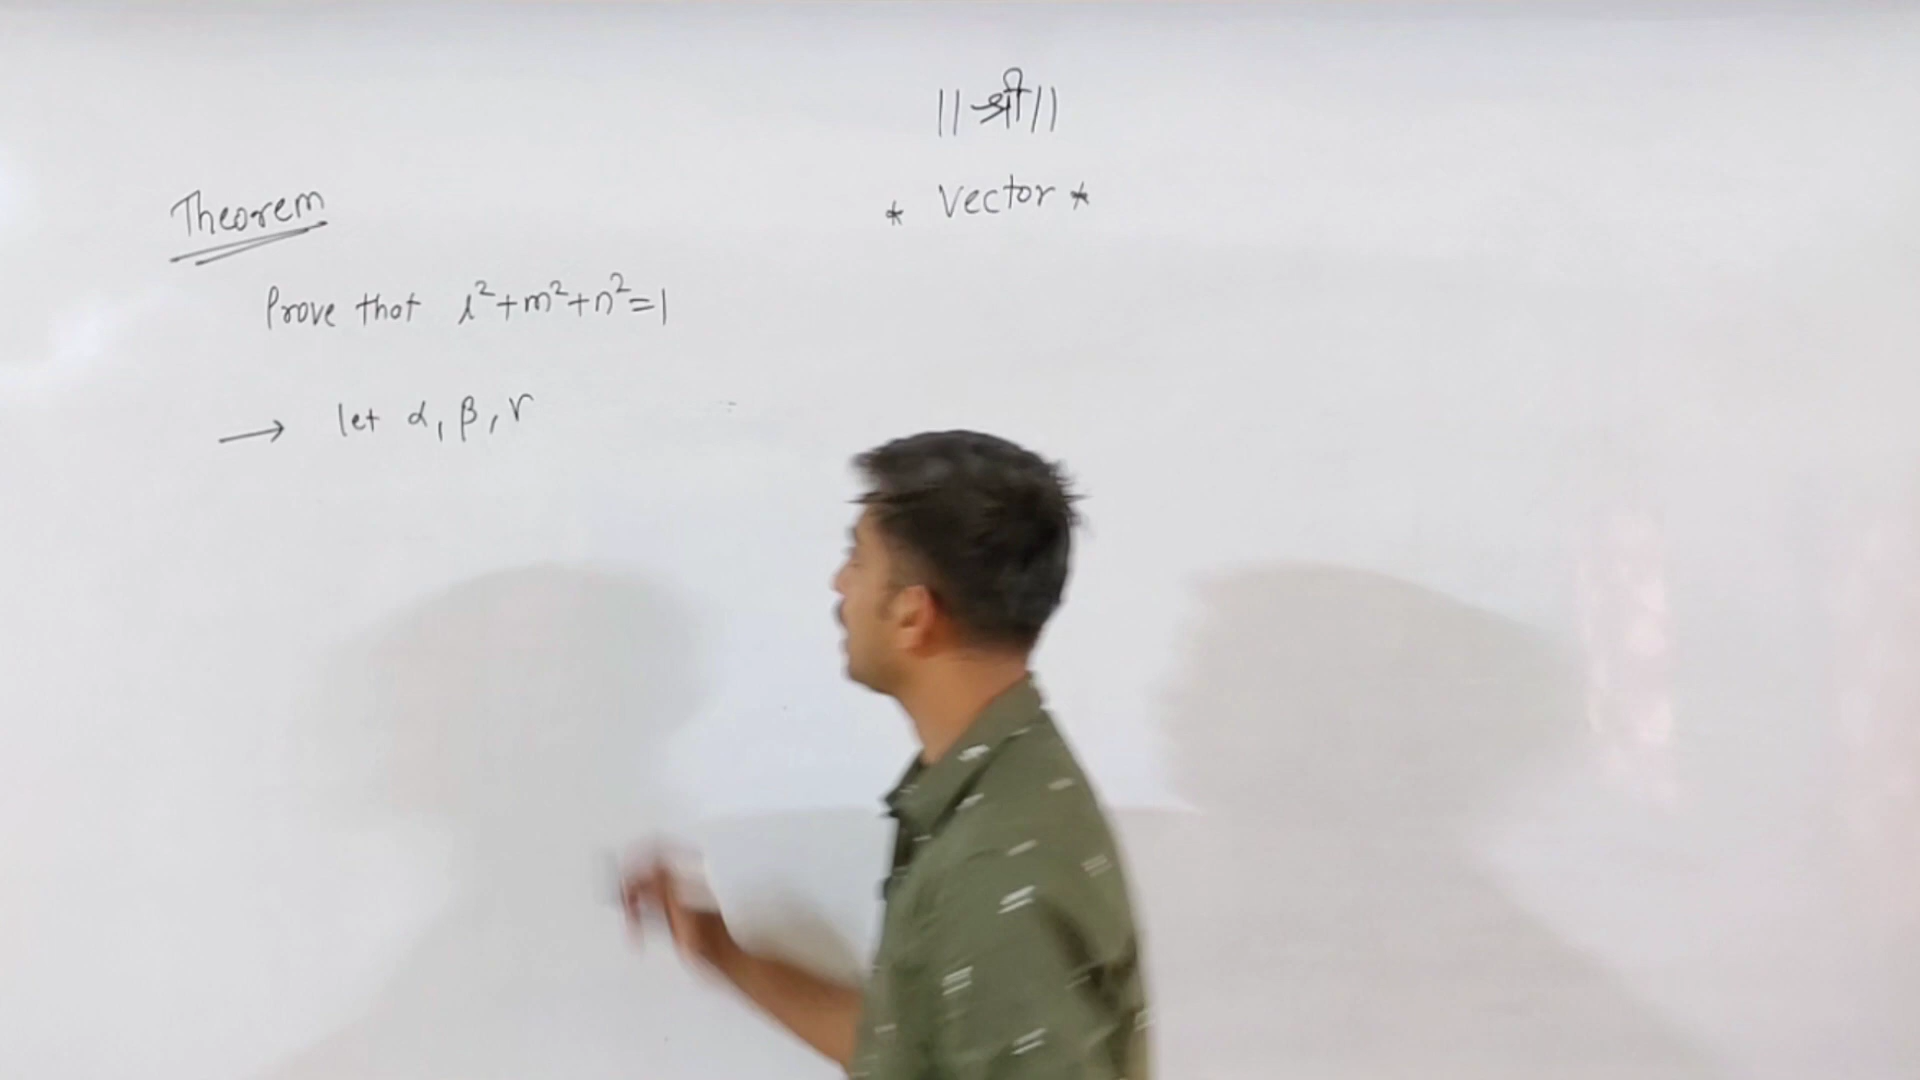 ||श्री||
* Vector *
Theorem
Prove that l²+m²+n²=1
→ let α, β, γ